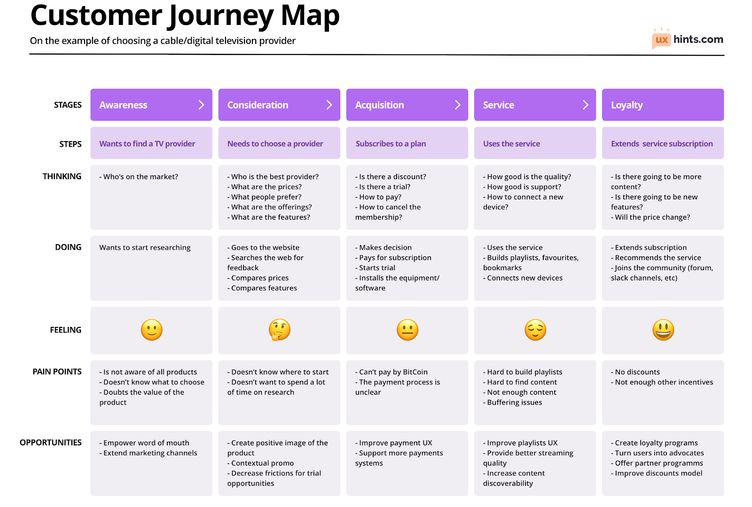 Customer Journey Map
On the example of choosing a cable/digital television provider
ux hints.com
STAGES
Awareness
Consideration
Acquisition
Service
Loyalty
STEPS
Wants to find a TV provider
Needs to choose a provider
Subscribes to a plan
Uses the service
Extends service subscription
THINKING
- Who's on the market?
- Who is the best provider?
- What are the prices?
- What people prefer?
- What are the offerings?
- What are the features?
- Is there a discount?
- Is there a trial?
- How to pay?
- How to cancel the
membership?
- How good is the quality?
- How good is support?
- How to connect a new
device?
- Is there going to be more
content?
- Is there going to be new
features?
- Will the price change?
DOING
Wants to start researching
- Goes to the website
- Searches the web for
feedback
- Compares prices
- Compares features
- Makes decision
- Pays for subscription
- Starts trial
- Installs the equipment/
software
- Uses the service
- Builds playlists, favourites,
bookmarks
- Connects new devices
- Extends subscription
- Recommends the service
- Joins the community (forum,
slack channels, etc)
FEELING
PAIN POINTS
- Is not aware of all products
- Doesn't know what to choose
- Doubts the value of the
product
- Doesn't know where to start
- Doesn't want to spend a lot
of time on research
- Can't pay by BitCoin
- The payment process is
unclear
- Hard to build playlists
- Hard to find content
- Not enough content
- Buffering issues
- No discounts
- Not enough other incentives
OPPORTUNITIES
- Empower word of mouth
- Extend marketing channels
- Create positive image of the
product
- Contextual promo
- Decrease frictions for trial
opportunities
- Improve payment UX
- Support more payments
systems
- Improve playlists UX
- Provide better streaming
quality
- Increase content
discoverability
- Create loyalty programs
- Turn users into advocates
- Offer partner programms
- Improve discounts model